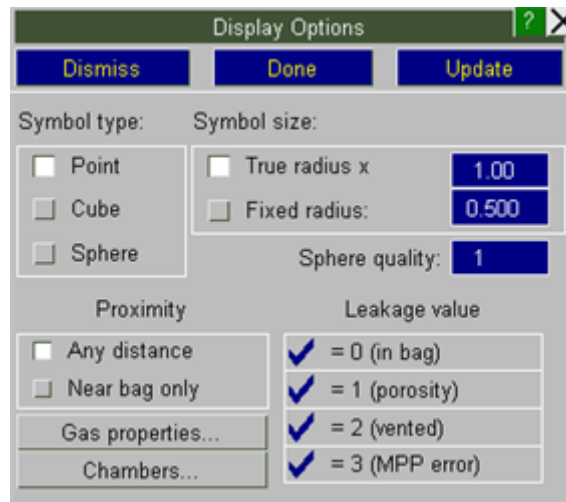 Display Options ? X
Dismiss Done Update
Symbol type: Symbol size:
Point True radius x 1.00
Cube Fixed radius: 0.500
Sphere Sphere quality: 1
Proximity Leakage value
Any distance = 0 (in bag)
Near bag only = 1 (porosity)
Gas properties... = 2 (vented)
Chambers... = 3 (MPP error)